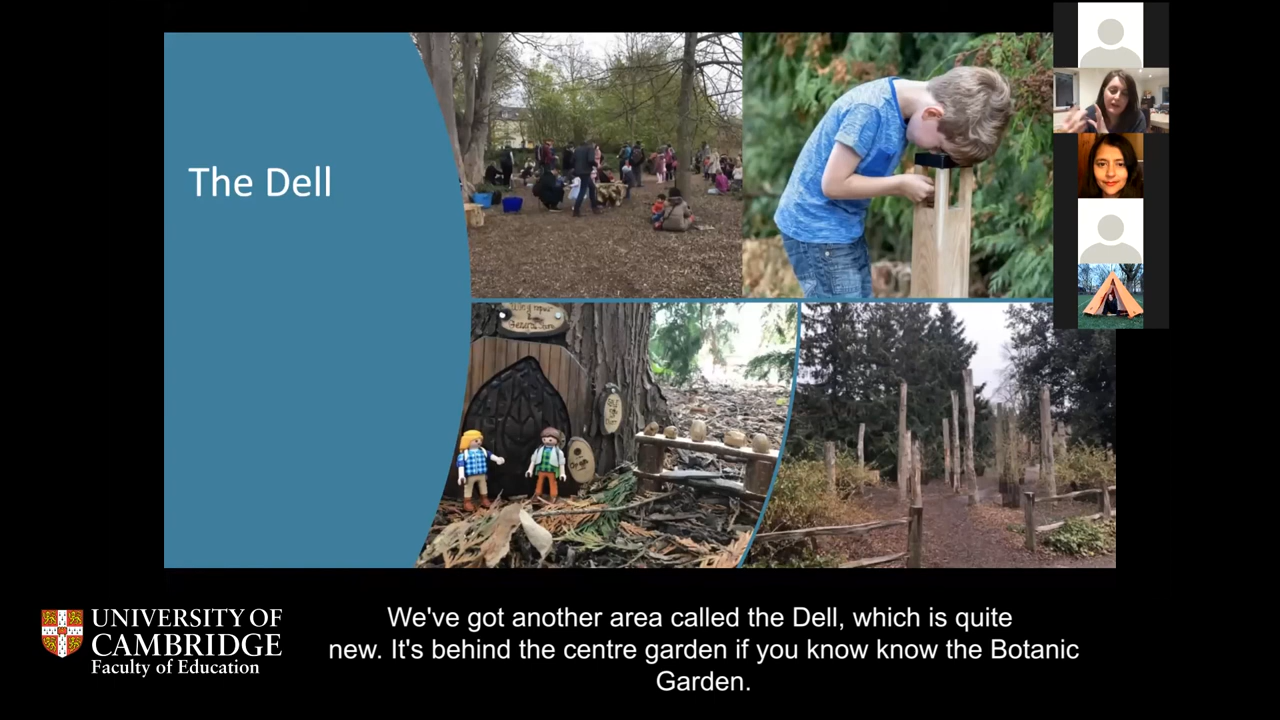 The Dell
UNIVERSITY OF
CAMBRIDGE
Faculty of Education
We've got another area called the Dell, which is quite
new. It's behind the centre garden if you know know the Botanic
Garden.